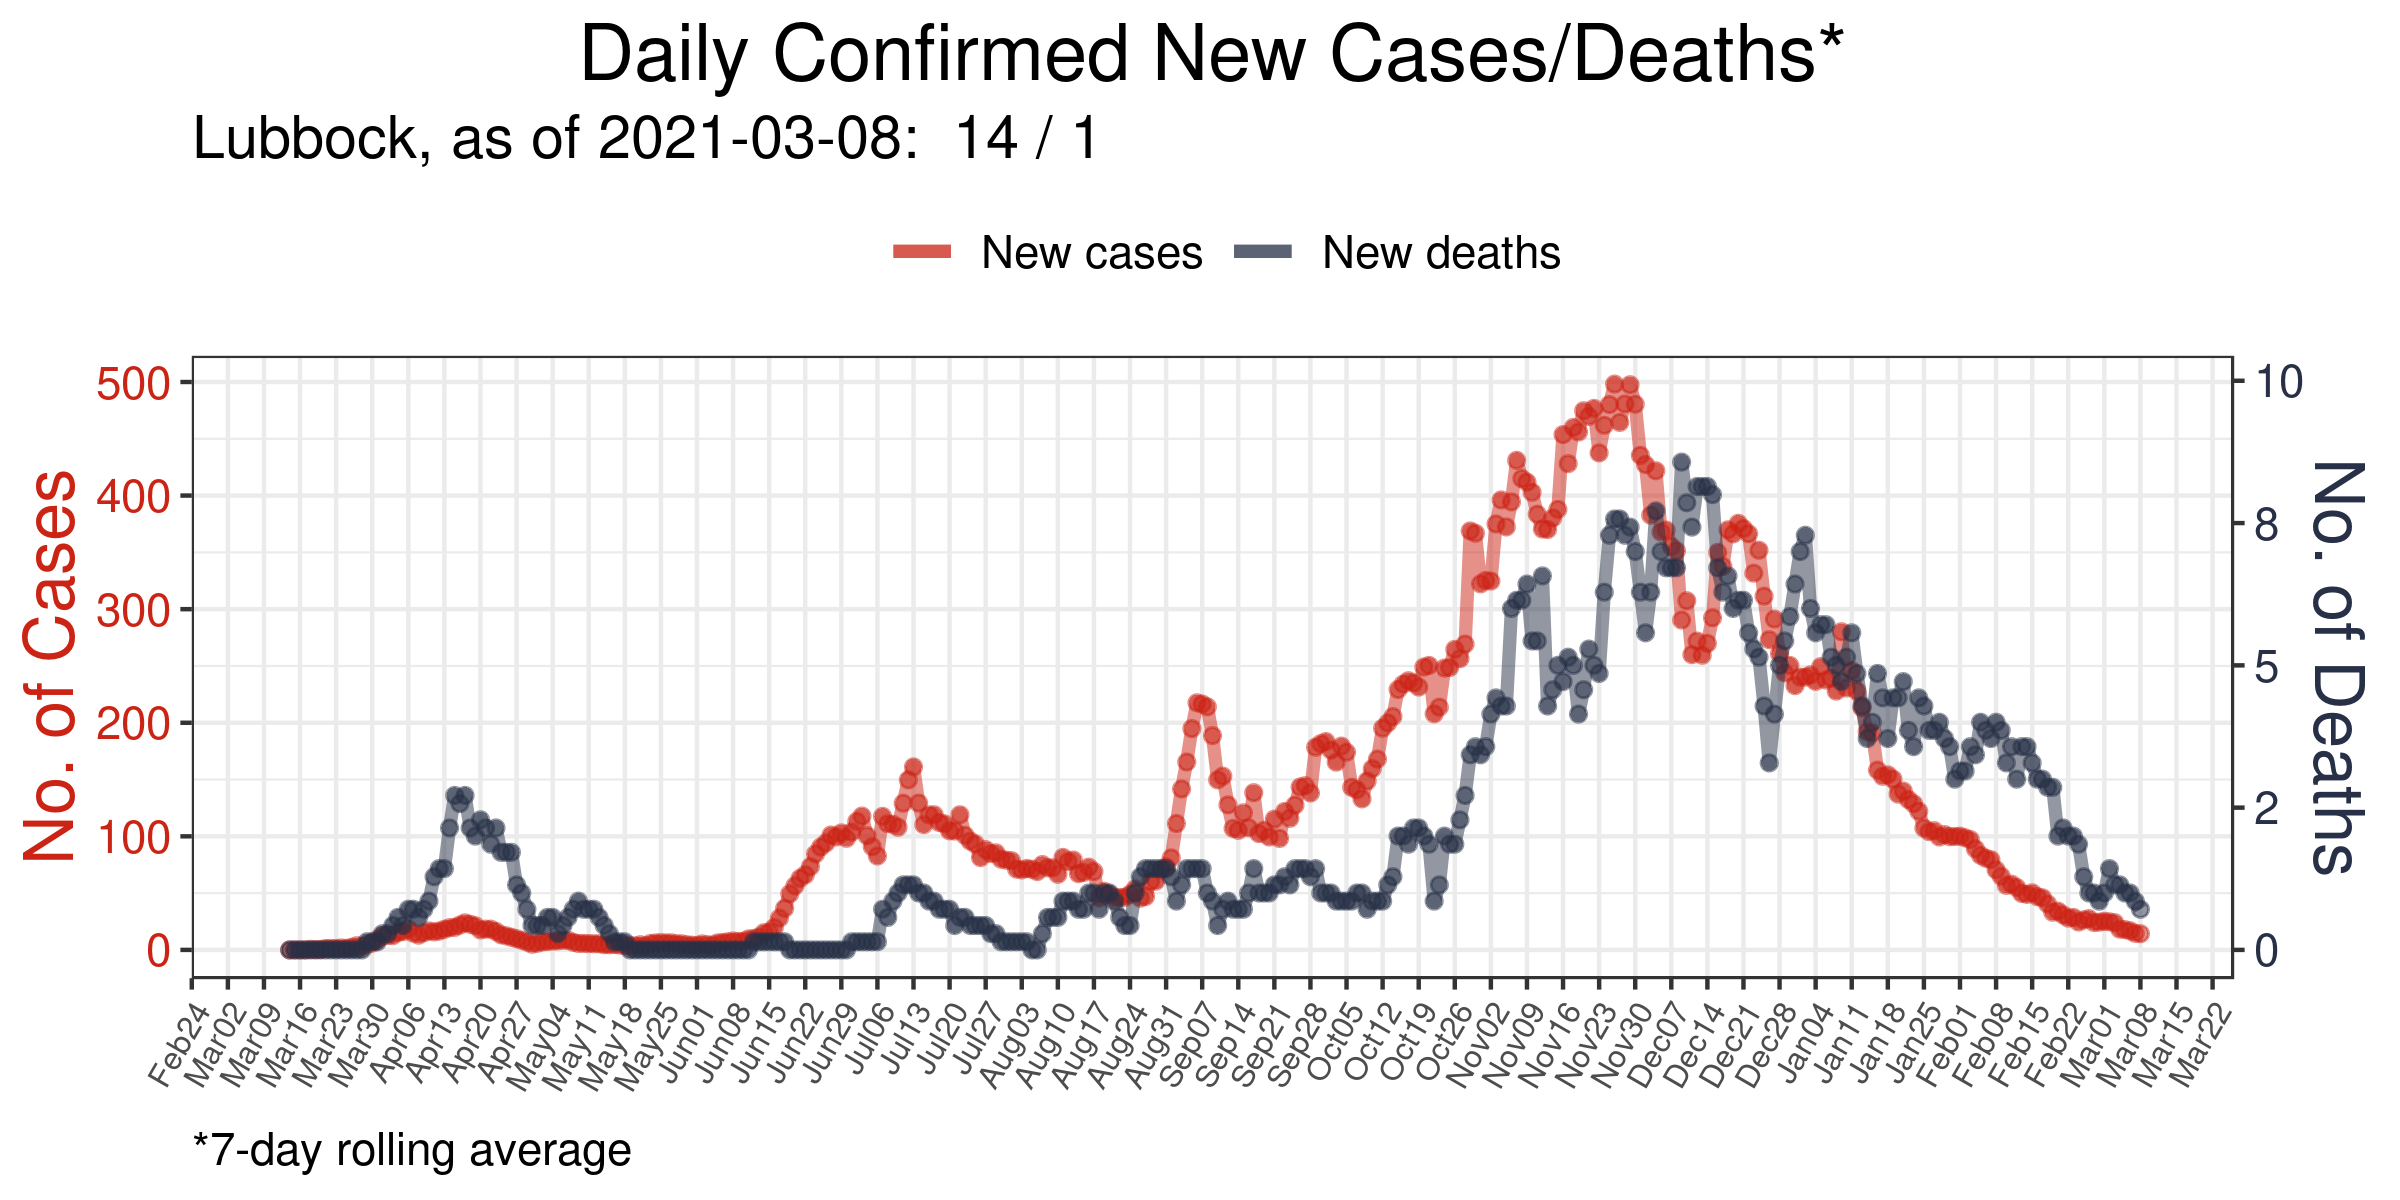 Daily Confirmed New Cases/Deaths*
Lubbock, as of 2021-03-08:  14 / 1
New cases New deaths
No. of Cases
500
400
300
200
100
0
10
8
5
2
0
No. of Deaths
Feb24 Mar02 Mar09 Mar16 Mar23 Mar30 Apr06 Apr13 Apr20 Apr27 May04 May11 May18 May25 Jun01 Jun08 Jun15 Jun22 Jun29 Jul06 Jul13 Jul20 Jul27 Aug03 Aug10 Aug17 Aug24 Aug31 Sep07 Sep14 Sep21 Sep28 Oct05 Oct12 Oct19 Oct26 Nov02 Nov09 Nov16 Nov23 Nov30 Dec07 Dec14 Dec21 Dec28 Jan04 Jan11 Jan18 Jan25 Feb01 Feb08 Feb15 Feb22 Mar01 Mar08 Mar15 Mar22
*7-day rolling average